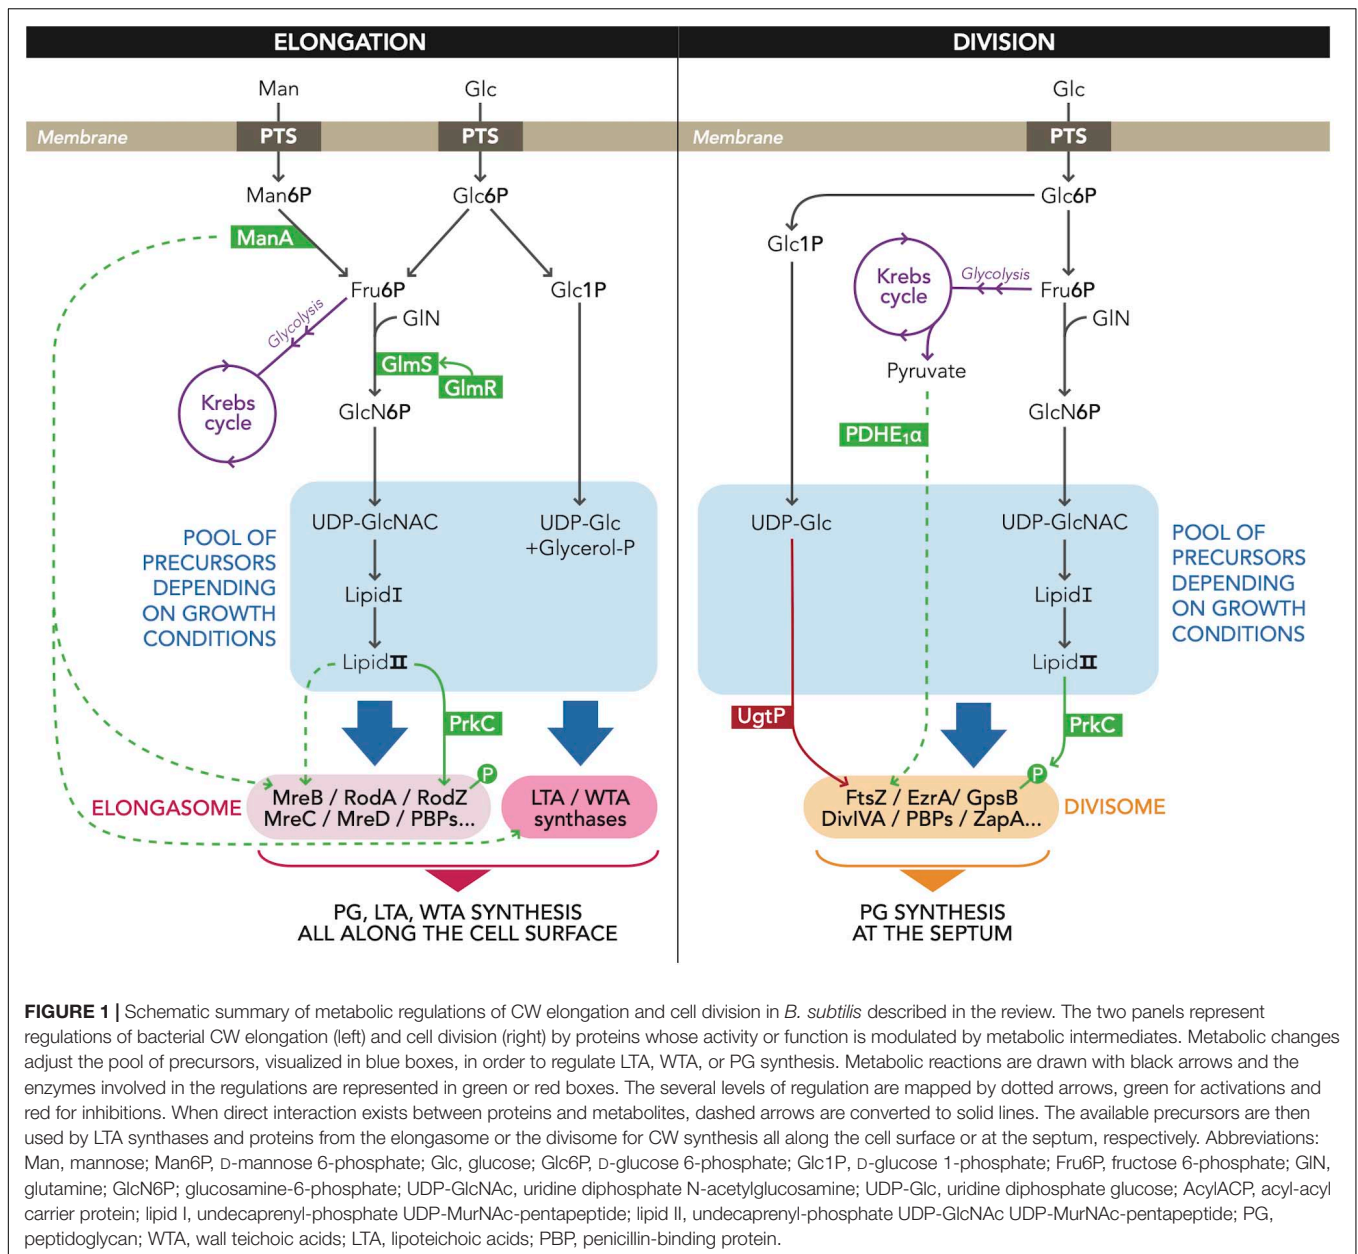 ELONGATION
DIVISION
Man
Glc
Glc
Membrane
PTS
PTS
Membrane
PTS
Man6P
Glc6P
Glc6P
ManA
Glc1P
Fru6P
Glc1P
Krebs
cycle
Glycolysis
Fru6P
GlN
GlN
Glycolysis
GlmS
GlmR
Pyruvate
Krebs
cycle
GlcN6P
GlcN6P
PDHE1α
UDP-GlcNAC
UDP-Glc
+Glycerol-P
UDP-Glc
UDP-GlcNAC
POOL OF
PRECURSORS
DEPENDING
ON GROWTH
CONDITIONS
POOL OF
PRECURSORS
DEPENDING
ON GROWTH
CONDITIONS
LipidI
LipidI
LipidII
LipidII
PrkC
UgtP
PrkC
P
P
ELONGASOME
MreB / RodA / RodZ
MreC / MreD / PBPs...
LTA / WTA
synthases
FtsZ / EzrA/ GpsB
DivIVA / PBPs / ZapA...
DIVISOME
PG, LTA, WTA SYNTHESIS
ALL ALONG THE CELL SURFACE
PG SYNTHESIS
AT THE SEPTUM
FIGURE 1 | Schematic summary of metabolic regulations of CW elongation and cell division in B. subtilis described in the review. The two panels represent
regulations of bacterial CW elongation (left) and cell division (right) by proteins whose activity or function is modulated by metabolic intermediates. Metabolic changes
adjust the pool of precursors, visualized in blue boxes, in order to regulate LTA, WTA, or PG synthesis. Metabolic reactions are drawn with black arrows and the
enzymes involved in the regulations are represented in green or red boxes. The several levels of regulation are mapped by dotted arrows, green for activations and
red for inhibitions. When direct interaction exists between proteins and metabolites, dashed arrows are converted to solid lines. The available precursors are then
used by LTA synthases and proteins from the elongasome or the divisome for CW synthesis all along the cell surface or at the septum, respectively. Abbreviations:
Man, mannose; Man6P, D-mannose 6-phosphate; Glc, glucose; Glc6P, D-glucose 6-phosphate; Glc1P, D-glucose 1-phosphate; Fru6P, fructose 6-phosphate; GlN,
glutamine; GlcN6P; glucosamine-6-phosphate; UDP-GlcNAc, uridine diphosphate N-acetylglucosamine; UDP-Glc, uridine diphosphate glucose; AcylACP, acyl-acyl
carrier protein; lipid I, undecaprenyl-phosphate UDP-MurNAc-pentapeptide; lipid II, undecaprenyl-phosphate UDP-GlcNAc UDP-MurNAc-pentapeptide; PG,
peptidoglycan; WTA, wall teichoic acids; LTA, lipoteichoic acids; PBP, penicillin-binding protein.